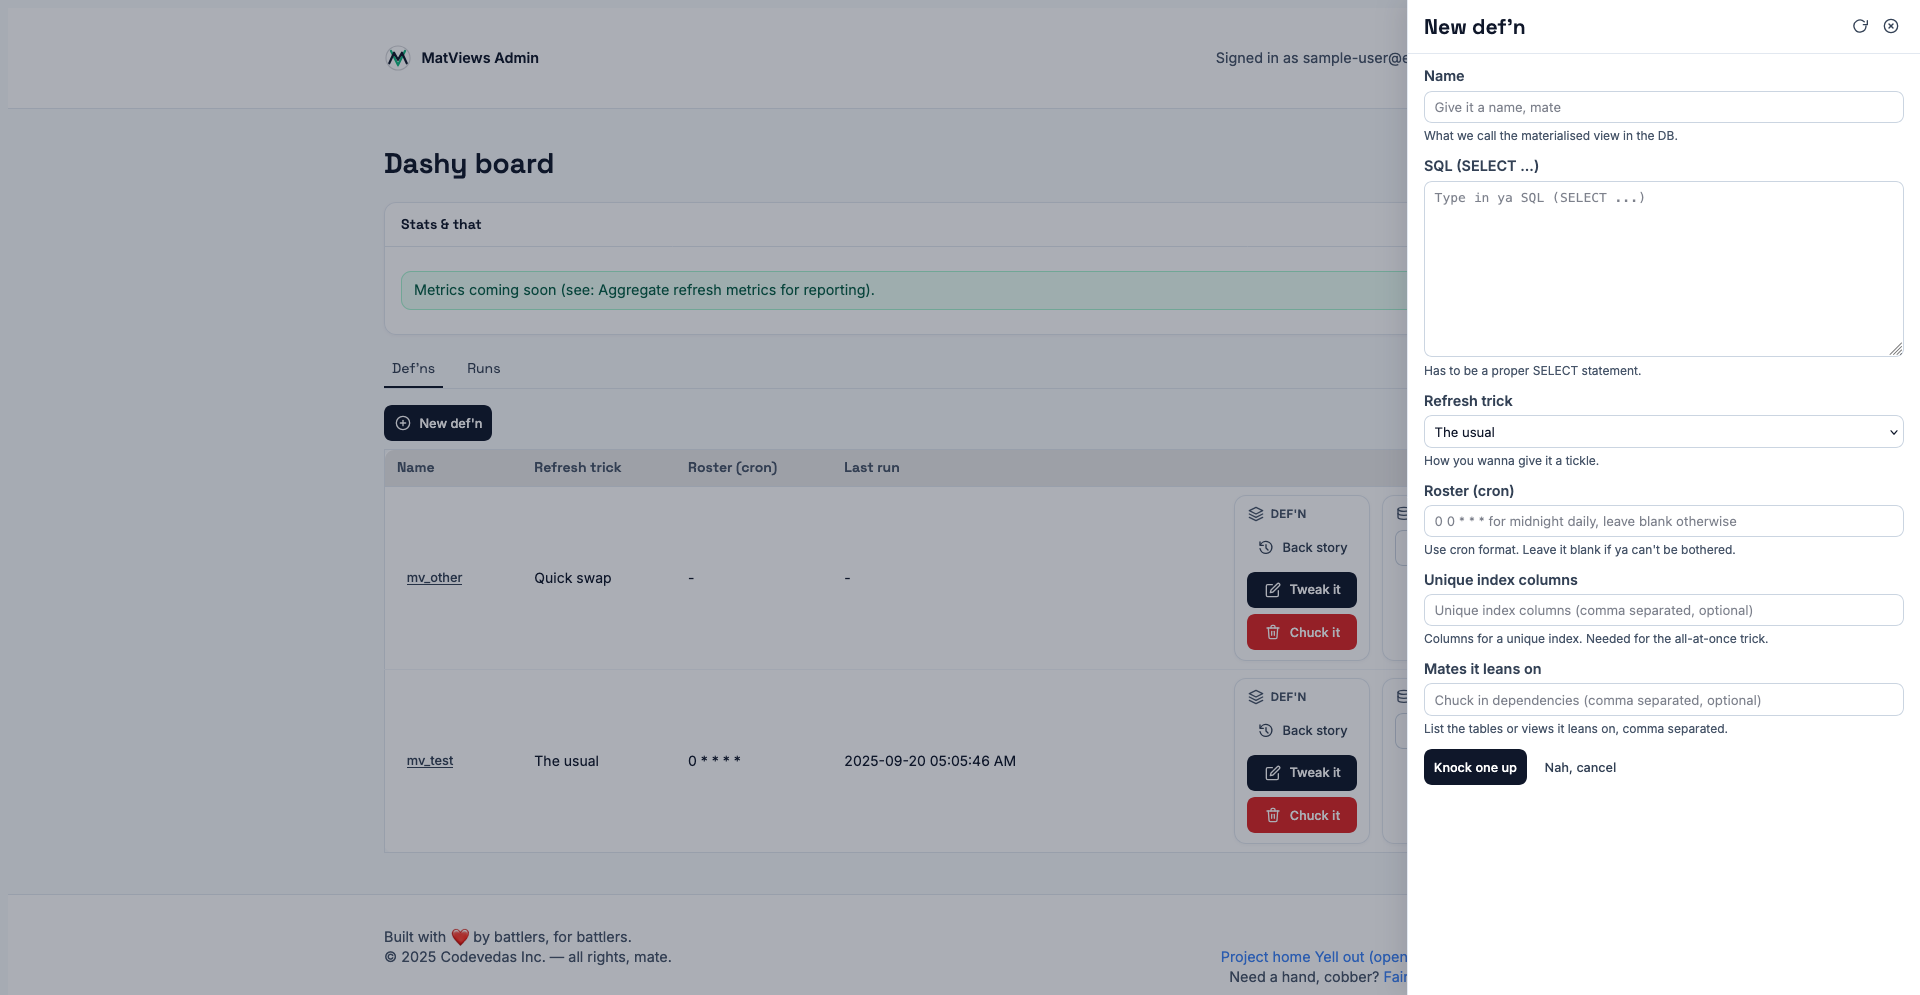 MatViews Admin
Signed in as sample-user@e
Dashy board
Stats & that
Metrics coming soon (see: Aggregate refresh metrics for reporting).
Def'ns
Runs
New def'n
Name
Refresh trick
Roster (cron)
Last run
mv_other
Quick swap
-
-
DEF'N
Back story
Tweak it
Chuck it
mv_test
The usual
0 * * * *
2025-09-20 05:05:46 AM
DEF'N
Back story
Tweak it
Chuck it
Built with ❤️ by battlers, for battlers.
© 2025 Codevedas Inc. — all rights, mate.
Project home Yell out (open
Need a hand, cobber? Fair
New def’n
Name
Give it a name, mate
What we call the materialised view in the DB.
SQL (SELECT …)
Type in ya SQL (SELECT ...)
Has to be a proper SELECT statement.
Refresh trick
The usual
How you wanna give it a tickle.
Roster (cron)
0 0 * * * for midnight daily, leave blank otherwise
Use cron format. Leave it blank if ya can't be bothered.
Unique index columns
Unique index columns (comma separated, optional)
Columns for a unique index. Needed for the all-at-once trick.
Mates it leans on
Chuck in dependencies (comma separated, optional)
List the tables or views it leans on, comma separated.
Knock one up
Nah, cancel